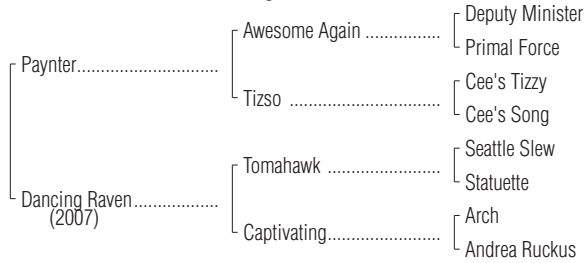 Deputy Minister
Awesome Again ................
Primal Force
Paynter.............................
Cee's Tizzy
Tizso ................................
Cee's Song
Seattle Slew
Tomahawk ........................
Statuette
Dancing Raven.................
(2007)
Arch
Captivating........................
Andrea Ruckus